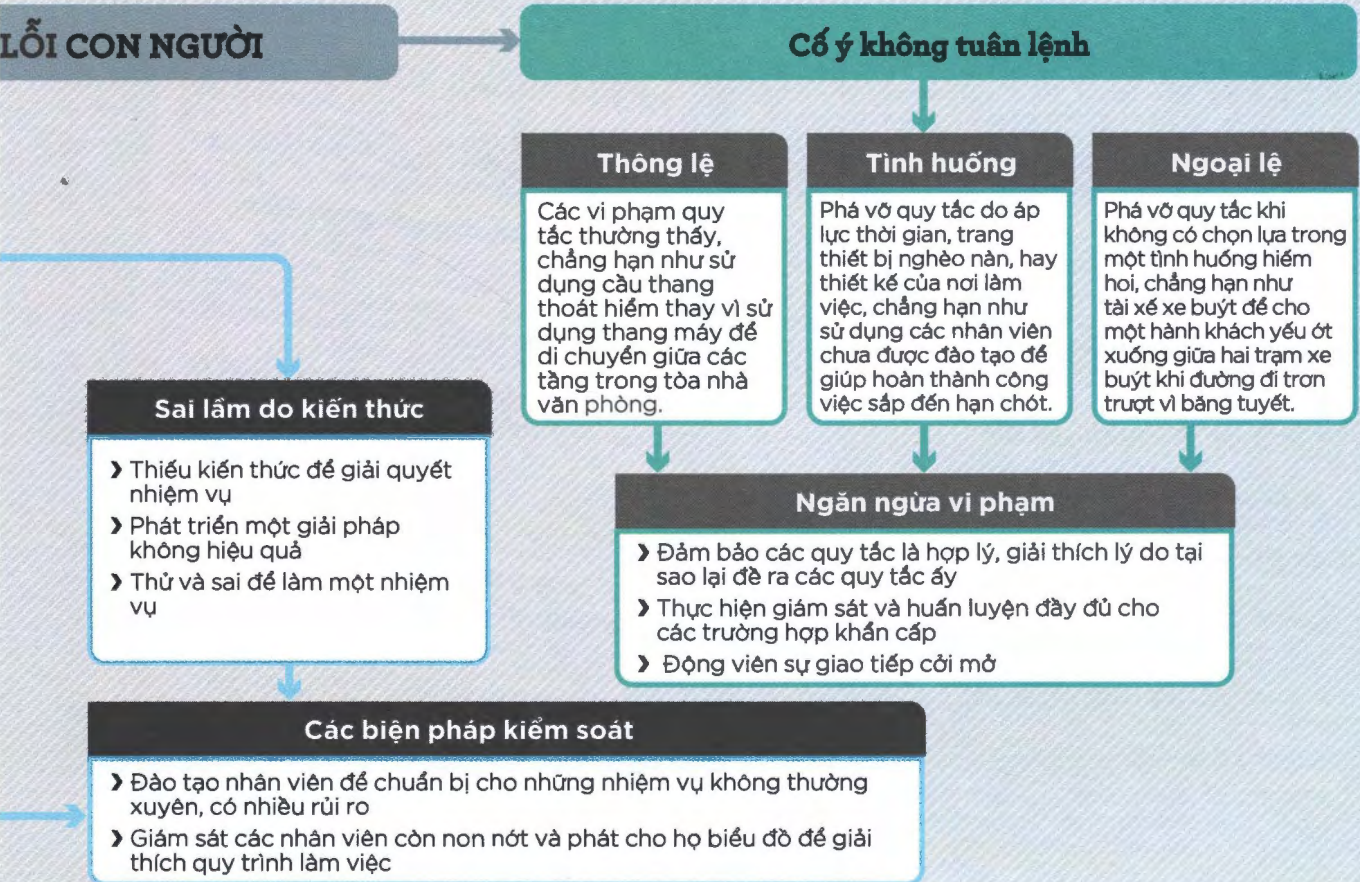 LỖI CON NGƯỜI
Cố ý không tuân lệnh
Thông lệ
Các vi phạm quy
tắc thường thấy,
chẳng hạn như sử
dụng cầu thang
thoát hiểm thay vì sử
dụng thang máy để
di chuyển giữa các
tầng trong tòa nhà
văn phòng.
Tình huống
Phá vỡ quy tắc do áp
lực thời gian, trang
thiết bị nghèo nàn, hay
thiết kế của nơi làm
việc, chẳng hạn như
sử dụng các nhân viên
chưa được đào tạo để
giúp hoàn thành công
việc sắp đến hạn chót.
Ngoại lệ
Phá vỡ quy tắc khi
không có chọn lựa trong
một tình huống hiếm
hoi, chẳng hạn như
tài xế xe buýt để cho
một hành khách yếu ớt
xuống giữa hai trạm xe
buýt khi đường đi trơn
trượt vì băng tuyết.
Sai lầm do kiến thức
❯ Thiếu kiến thức để giải quyết
nhiệm vụ
❯ Phát triển một giải pháp
không hiệu quả
❯ Thử và sai để làm một nhiệm
vụ
Ngăn ngừa vi phạm
❯ Đảm bảo các quy tắc là hợp lý, giải thích lý do tại
sao lại đề ra các quy tắc ấy
❯ Thực hiện giám sát và huấn luyện đầy đủ cho
các trường hợp khẩn cấp
❯ Động viên sự giao tiếp cởi mở
Các biện pháp kiểm soát
❯ Đào tạo nhân viên để chuẩn bị cho những nhiệm vụ không thường
xuyên, có nhiều rủi ro
❯ Giám sát các nhân viên còn non nớt và phát cho họ biểu đồ để giải
thích quy trình làm việc